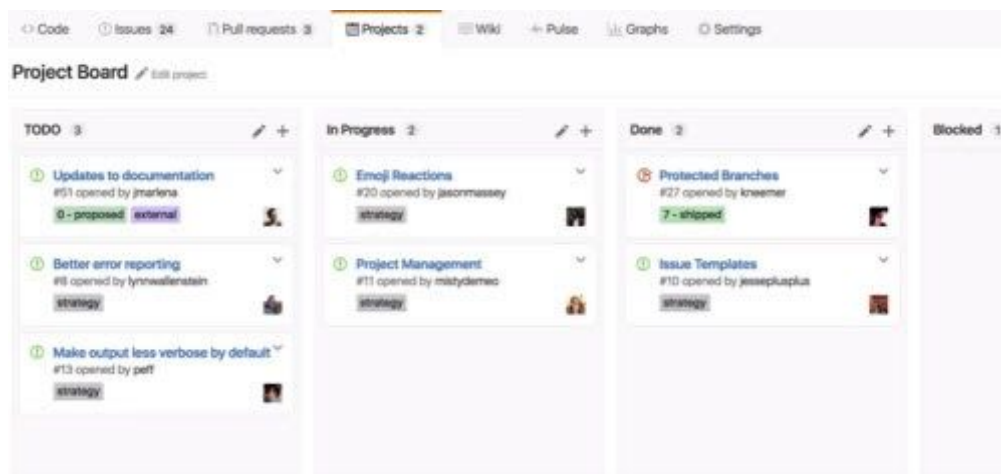 Code Issues 24 Pull requests 3 Projects 2 Wiki Pulse Graphs Settings
Project Board Edit project
TODO 3
Updates to documentation
#51 opened by jmarlena
0 - proposed external
Better error reporting
#8 opened by lynnwallenstein
strategy
Make output less verbose by default
#13 opened by peff
strategy
In Progress 2
Emoji Reactions
#20 opened by jasonmassey
strategy
Project Management
#11 opened by mistydemeo
strategy
Done 2
Protected Branches
#27 opened by kneemer
7 - shipped
Issue Templates
#10 opened by jesseplusplus
strategy
Blocked 1